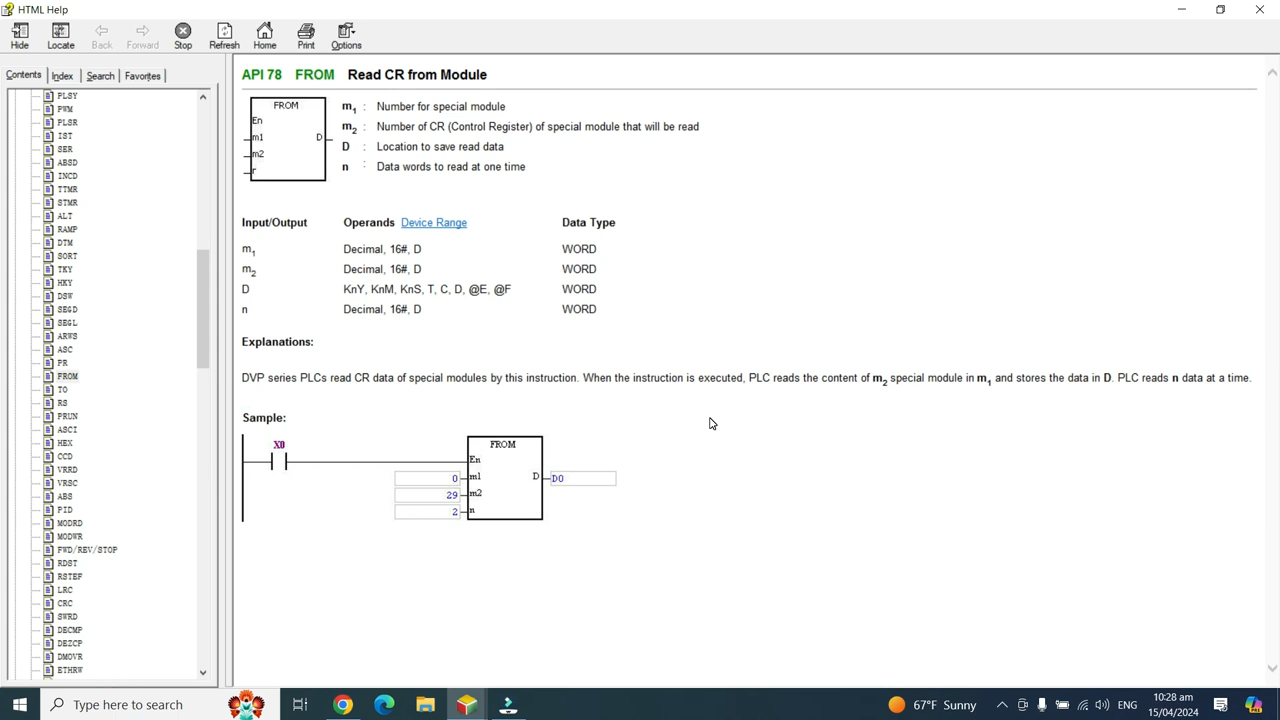 HTML Help
Hide Locate Back Forward Stop Refresh Home Print Options
Contents Index Search Favorites
PLSY
PWM
PLSR
IST
SER
ABSD
INCD
TTMR
STMR
ALT
RAMP
DTM
SORT
TKY
HKY
DSW
SEGD
SEGL
ARWS
ASC
PR
FROM
TO
RS
PRUN
ASCI
HEX
CCD
VRRD
VRSC
ABS
PID
MODRD
MODWR
FWD/REV/STOP
RDST
RSTEF
LRC
CRC
SWRD
DECMP
DEZCP
DMOVR
ETHRW
API 78 FROM Read CR from Module
FROM
En
m1 D
m2
r
m1 : Number for special module
m2 : Number of CR (Control Register) of special module that will be read
D : Location to save read data
n : Data words to read at one time
Input/Output Operands Device Range Data Type
m1 Decimal, 16#, D WORD
m2 Decimal, 16#, D WORD
D KnY, KnM, KnS, T, C, D, @E, @F WORD
n Decimal, 16#, D WORD
Explanations:
DVP series PLCs read CR data of special modules by this instruction. When the instruction is executed, PLC reads the content of m2 special module in m1 and stores the data in D. PLC reads n data at a time.
Sample:
X0 FROM
En
0 m1 D D0
29 m2
2 n
Type here to search
67°F Sunny
ENG
10:28 am
15/04/2024